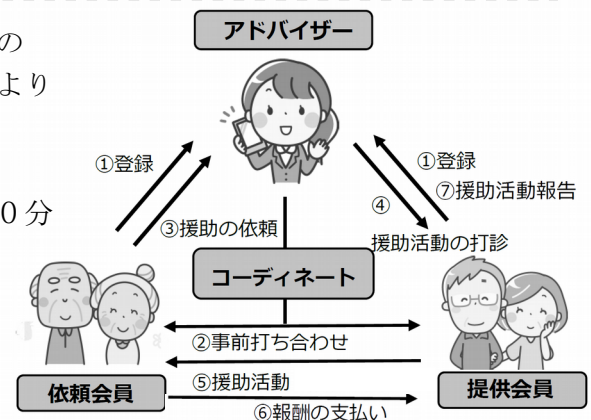 アドバイザー
の
より
0分
①登録
③援助の依頼
①登録
⑦援助活動報告
④
援助活動の打診
コーディネート
②事前打ち合わせ
⑤援助活動
⑥報酬の支払い
依頼会員
提供会員